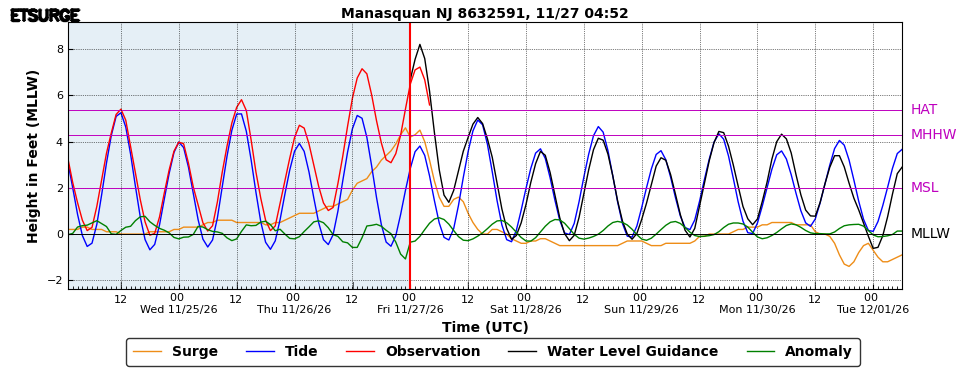 ETSURGE
Manasquan NJ 8632591, 11/27 04:52
Height in Feet (MLLW)
8
6
4
2
0
−2
HAT
MHHW
MSL
MLLW
12 00 12 00 12 00 12 00 12 00 12 00 12 00
Wed 11/25/26 Thu 11/26/26 Fri 11/27/26 Sat 11/28/26 Sun 11/29/26 Mon 11/30/26 Tue 12/01/26
Time (UTC)
Surge Tide Observation Water Level Guidance Anomaly